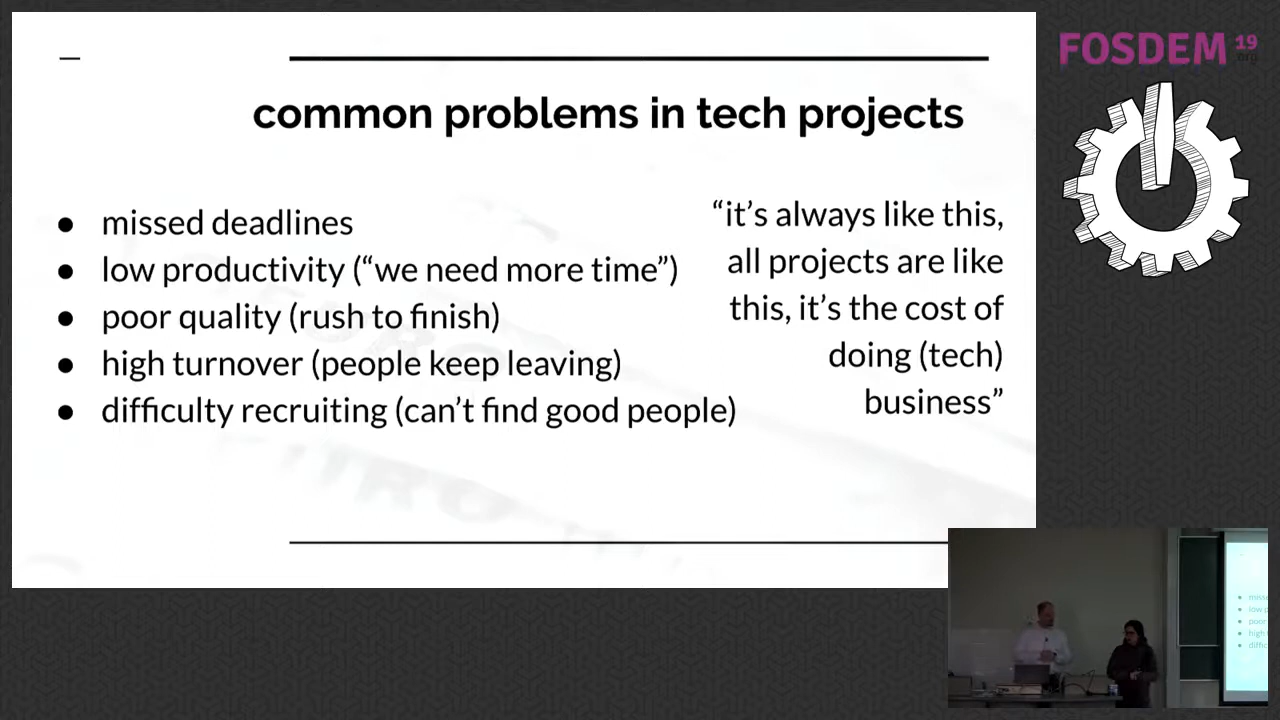 common problems in tech projects
● missed deadlines
● low productivity (“we need more time”)
● poor quality (rush to finish)
● high turnover (people keep leaving)
● difficulty recruiting (can’t find good people)
“it’s always like this,
all projects are like
this, it’s the cost of
doing (tech)
business”
FOSDEM 19
.org